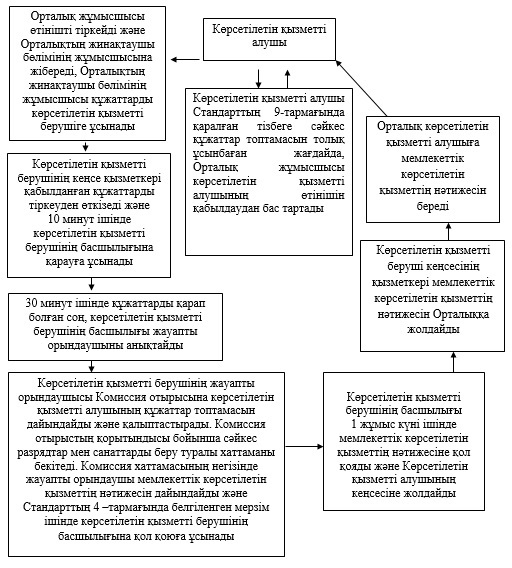 Орталық жұмысшысы
өтінішті тіркейді және
Орталықтың жинақтаушы
бөлімінің жұмысшысына
жібереді, Орталықтың
жинақтаушы бөлімінің
жұмысшысы құжаттарды
көрсетілетін қызметті
берушіге ұсынады
Көрсетілетін қызметті
алушы
Көрсетілетін қызметті алушы
Стандарттың 9-тармағында
қаралған тізбеге сәйкес
құжаттар топтамасын толық
ұсынбаған жағдайда,
Орталық жұмысшысы
көрсетілетін қызметті
алушының өтінішін
қабылдаудан бас тартады
Орталық көрсетілетін
қызметті алушыға
мемлекеттік
көрсетілетін
қызметтің нәтижесін
береді
Көрсетілетін қызметті
берушінің кеңсе қызметкері
қабылданған құжаттарды
тіркеуден өткізеді және
10 минут ішінде
көрсетілетін қызметті
берушінің басшылығына
қарауға ұсынады
Көрсетілетін қызметті
беруші кеңсесінің
қызметкері мемлекеттік
көрсетілетін қызметтің
нәтижесін Орталыққа
жолдайды
30 минут ішінде құжаттарды қарап
болған соң, көрсетілетін қызметті
берушінің басшылығы жауапты
орындаушыны анықтайды
Көрсетілетін қызметті берушінің жауапты
орындаушысы Комиссия отырысына көрсетілетін
қызметті алушының құжаттар топтамасын
дайындайды және қалыптастырады. Комиссия
отырыстың қорытындысы бойынша сәйкес
разрядтар мен санаттарды беру туралы хаттаманы
бекітеді. Комиссия хаттамасының негізінде
жауапты орындаушы мемлекеттік көрсетілетін
қызметтің нәтижесін дайындайды және
Стандарттың 4 –тармағында белгіленген мерзім
ішінде көрсетілетін қызметті берушінің
басшылығына қол қоюға ұсынады
Көрсетілетін қызметті
берушінің басшылығы
1 жұмыс күні ішінде
мемлекеттік көрсетілетін
қызметтің нәтижесіне қол
қояды және Көрсетілетін
қызметті алушының
кеңсесіне жолдайды